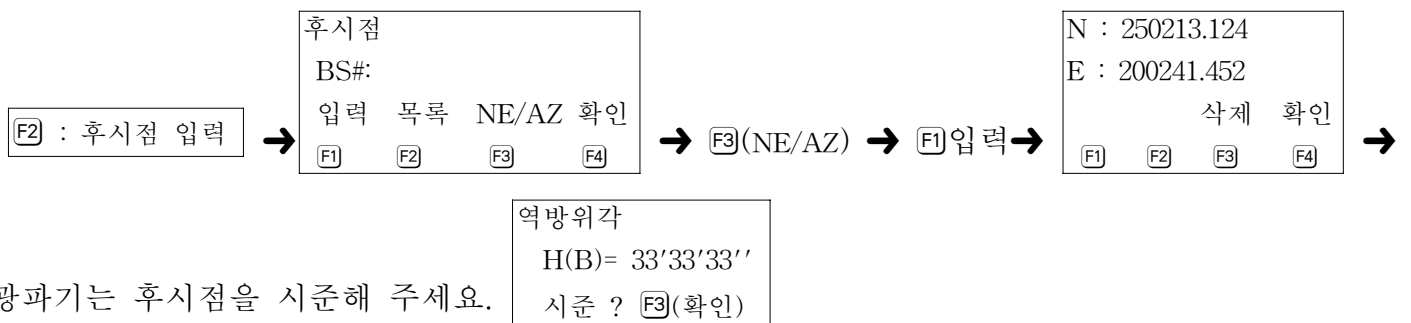 F2 : 후시점 입력 ➜
후시점
BS#:
입력 목록 NE/AZ 확인
F1 F2 F3 F4
➜ F3(NE/AZ) ➜ F1입력➜
N : 250213.124
E : 200241.452
삭제 확인
F1 F2 F3 F4
➜
광파기는 후시점을 시준해 주세요.
역방위각
H(B)= 33′33′33′′
시준 ? F3(확인)